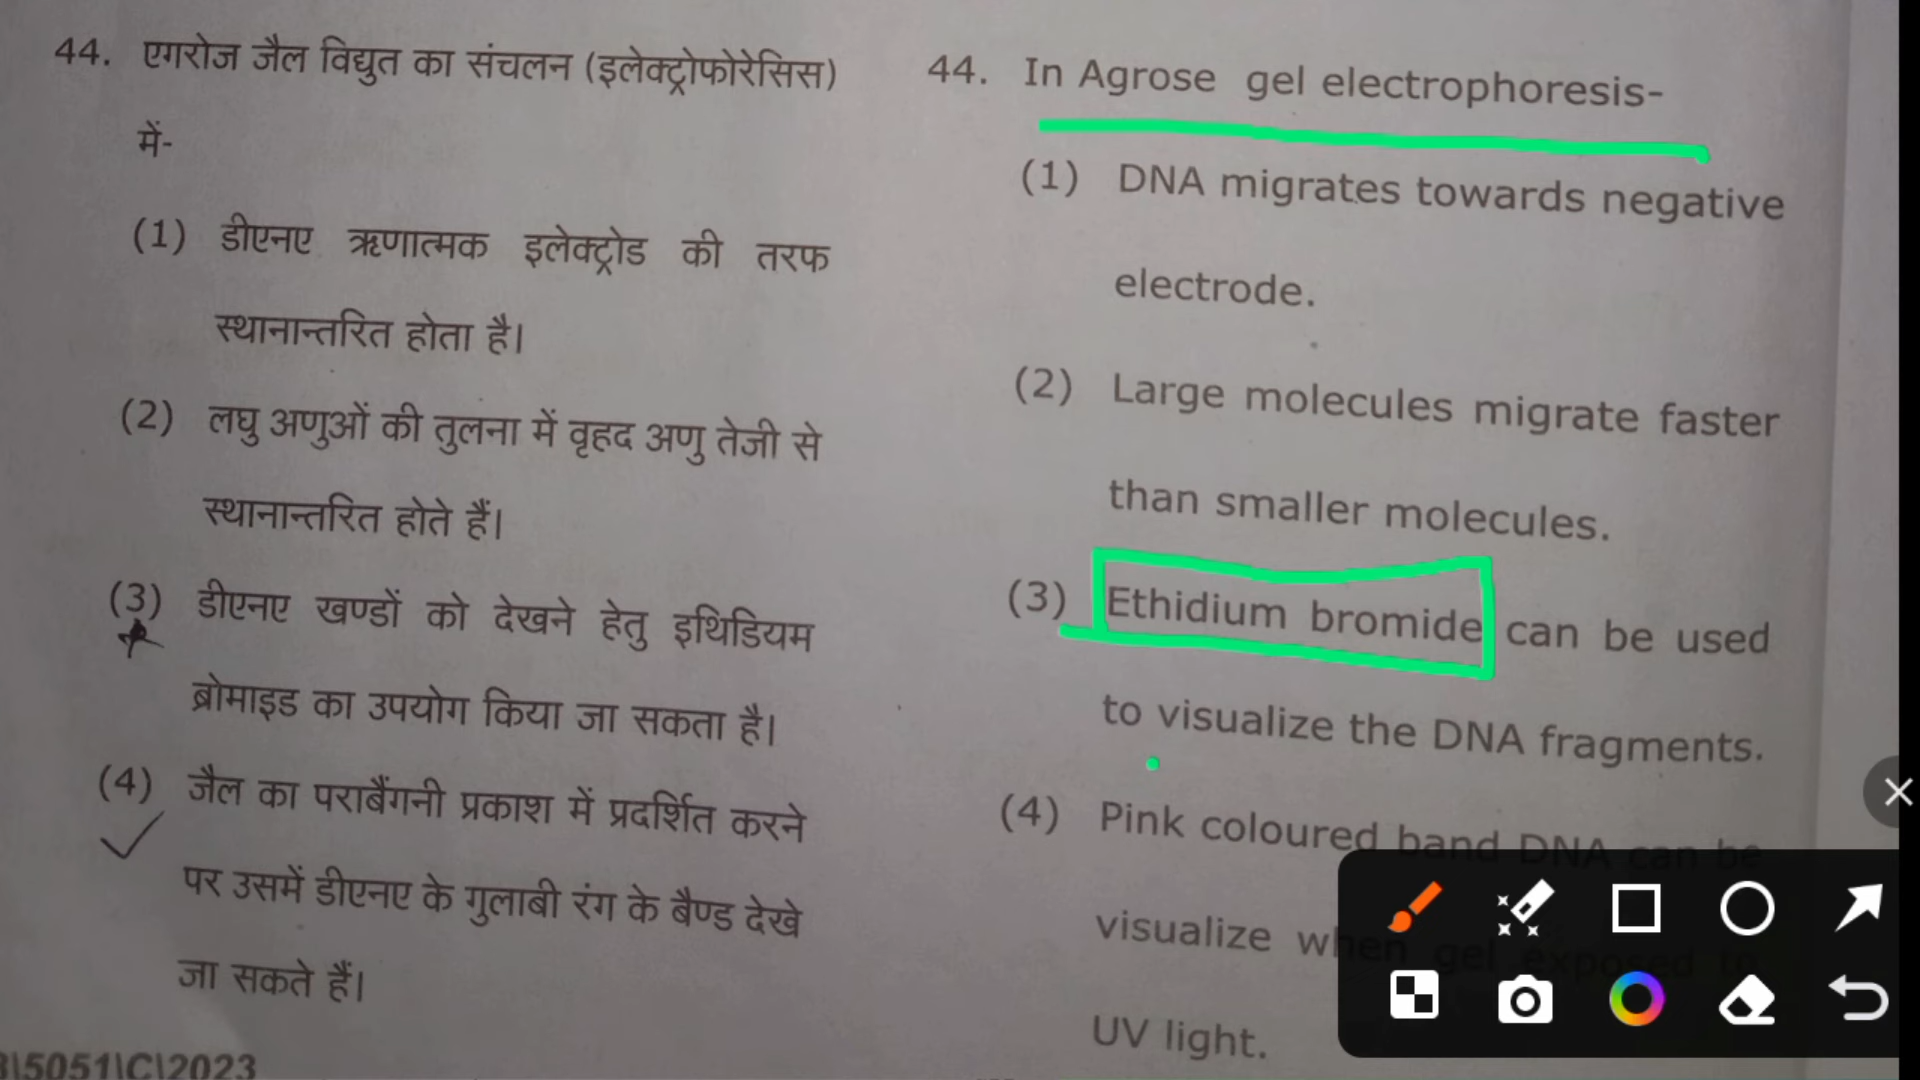 44. एगरोज जैल विद्युत का संचलन (इलेक्ट्रोफोरेसिस)
में-
(1) डीएनए ऋणात्मक इलेक्ट्रोड की तरफ
स्थानान्तरित होता है।
(2) लघु अणुओं की तुलना में वृहद अणु तेजी से
स्थानान्तरित होते हैं।
(3) डीएनए खण्डों को देखने हेतु इथिडियम
ब्रोमाइड का उपयोग किया जा सकता है।
(4) जैल का पराबैंगनी प्रकाश में प्रदर्शित करने
पर उसमें डीएनए के गुलाबी रंग के बैण्ड देखे
जा सकते हैं।
\5051\C\2023
44. In Agrose gel electrophoresis-
(1) DNA migrates towards negative
electrode.
(2) Large molecules migrate faster
than smaller molecules.
(3) Ethidium bromide can be used
to visualize the DNA fragments.
(4) Pink coloured band DNA can be
visualize when gel exposed in
UV light.